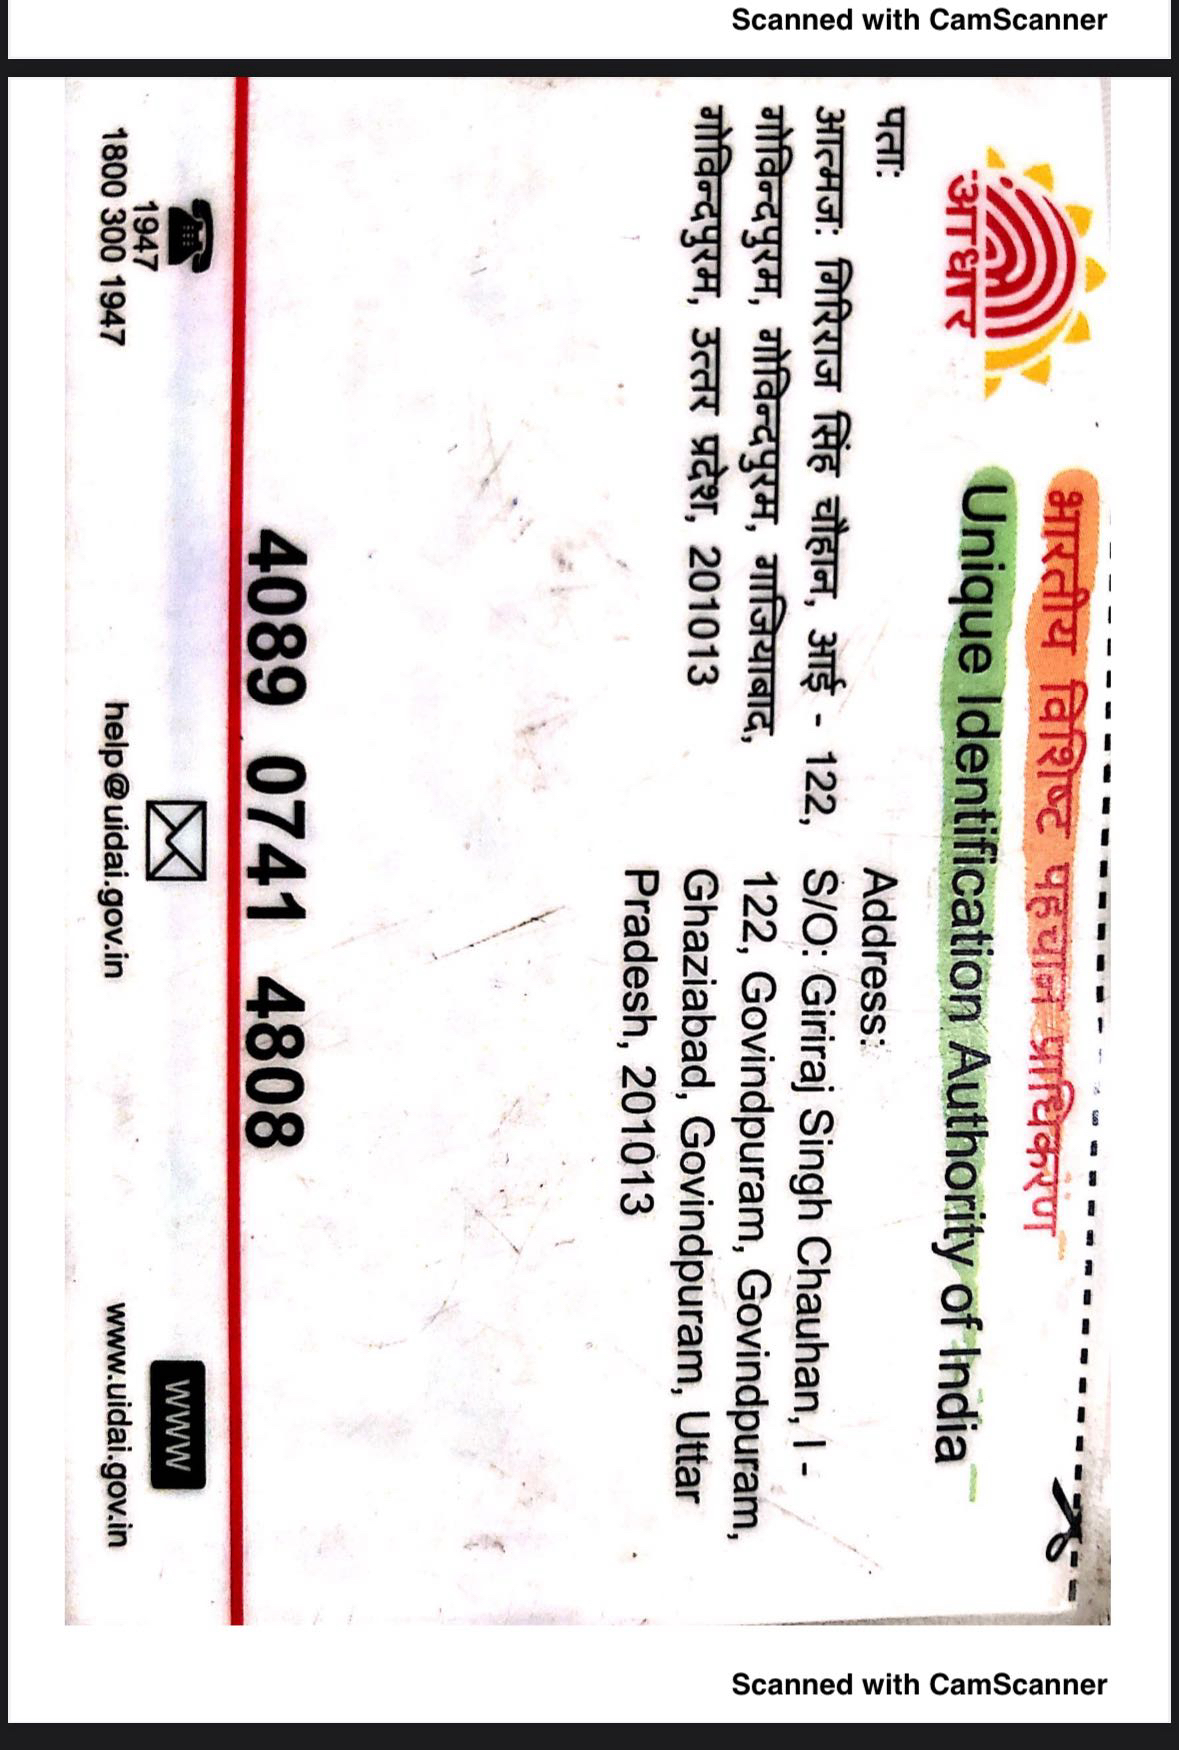 Scanned with CamScanner
आधार
भारतीय विशिष्ट पहचान प्राधिकरण
Unique Identification Authority of India
पता:
आत्मज: गिरिराज सिंह चौहान, आई - 122,
गोविन्दपुरम, गोविन्दपुरम, गाजियाबाद,
गोविन्दपुरम, उत्तर प्रदेश, 201013
Address:
S/O: Giriraj Singh Chauhan, I -
122, Govindpuram, Govindpuram,
Ghaziabad, Govindpuram, Uttar
Pradesh, 201013
4089 0741 4808
1947
1800 300 1947
help@uidai.gov.in
WWW
www.uidai.gov.in
Scanned with CamScanner